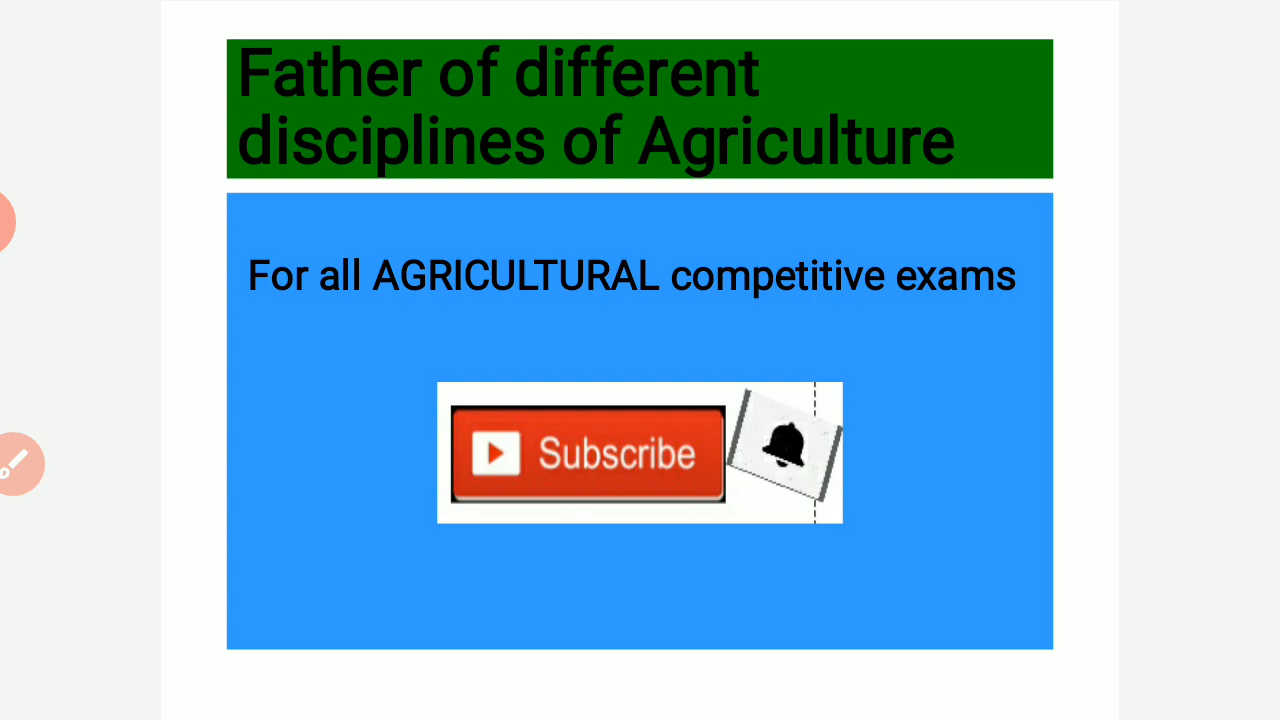 Father of different
disciplines of Agriculture
For all AGRICULTURAL competitive exams
Subscribe